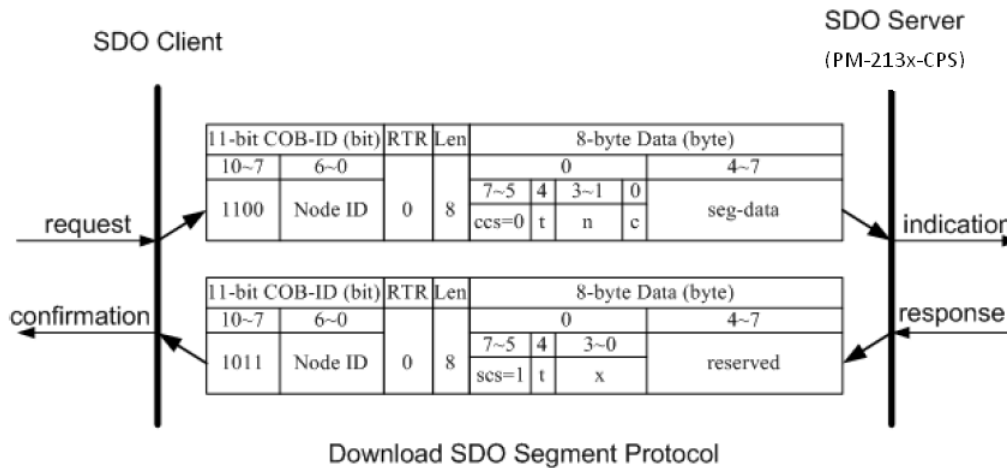 SDO Client
SDO Server
(PM-213x-CPS)
11-bit COB-ID (bit) RTR Len 8-byte Data (byte)
10~7 6~0 0 4~7
7~5 4 3~1 0
1100 Node ID 0 8 ccs=0 t n c seg-data
request
indication
11-bit COB-ID (bit) RTR Len 8-byte Data (byte)
10~7 6~0 0 4~7
7~5 4 3~0
1011 Node ID 0 8 scs=1 t x reserved
confirmation
response
Download SDO Segment Protocol